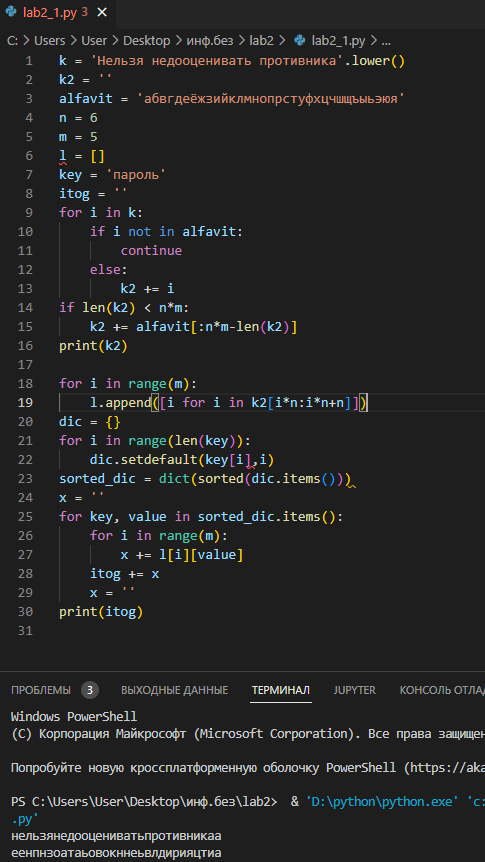 lab2_1.py 3 ×
C: > Users > User > Desktop > инф.без > lab2 > lab2_1.py > ...
1 k = 'Нельзя недооценивать противника'.lower()
2 k2 = ''
3 alfavit = 'абвгдеёжзийклмнопрстуфхцчшщъыьэюя'
4 n = 6
5 m = 5
6 l = []
7 key = 'пароль'
8 itog = ''
9 for i in k:
10     if i not in alfavit:
11         continue
12     else:
13         k2 += i
14 if len(k2) < n*m:
15     k2 += alfavit[:n*m-len(k2)]
16 print(k2)
17
18 for i in range(m):
19     l.append([i for i in k2[i*n:i*n+n]])
20 dic = {}
21 for i in range(len(key)):
22     dic.setdefault(key[i],i)
23 sorted_dic = dict(sorted(dic.items()))
24 x = ''
25 for key, value in sorted_dic.items():
26     for i in range(m):
27         x += l[i][value]
28     itog += x
29     x = ''
30 print(itog)
31
ПРОБЛЕМЫ 3 ВЫХОДНЫЕ ДАННЫЕ ТЕРМИНАЛ JUPYTER КОНСОЛЬ ОТЛАД
Windows PowerShell
(C) Корпорация Майкрософт (Microsoft Corporation). Все права защищен
Попробуйте новую кроссплатформенную оболочку PowerShell (https://aka
PS C:\Users\User\Desktop\инф.без\lab2> & 'D:\python\python.exe' 'c:
.py'
нельзянедооцениватьпротивникаа
еенпнзоатаьовокннеьвлдирияцтиа